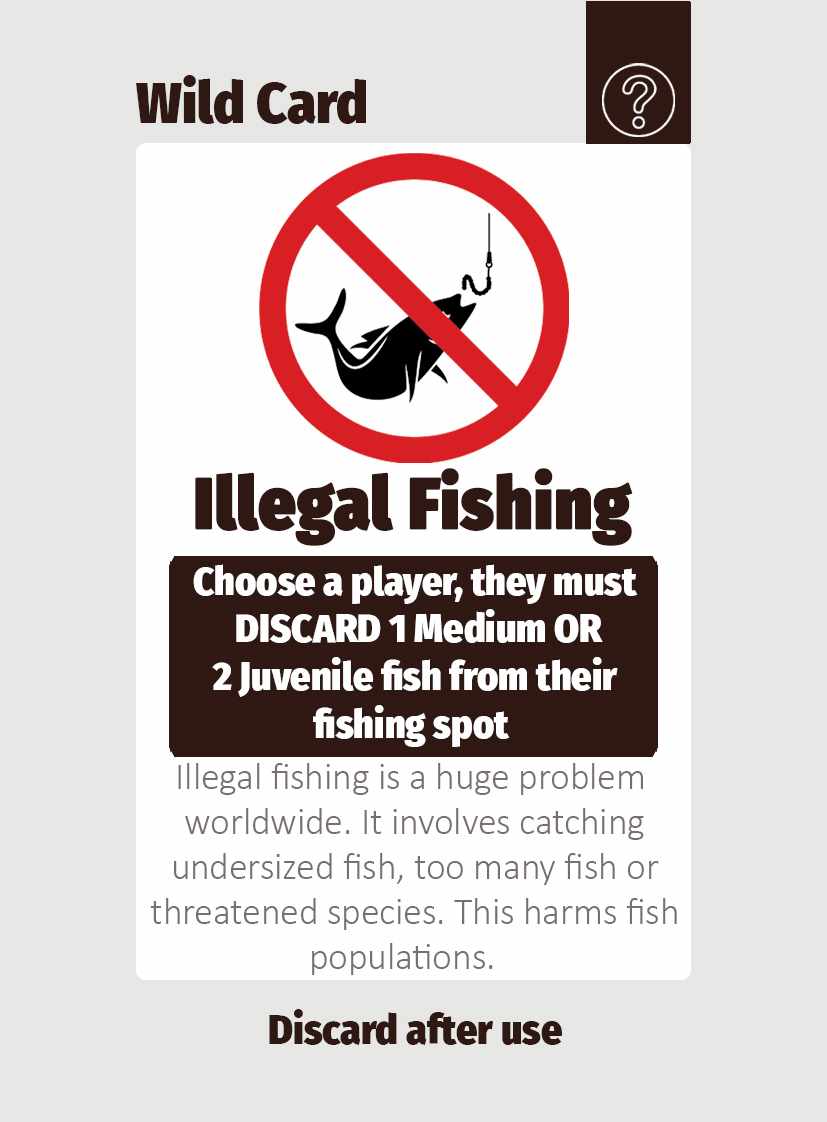 Wild Card
?
Illegal Fishing
Choose a player, they must
DISCARD 1 Medium OR
2 Juvenile fish from their
fishing spot
Illegal fishing is a huge problem
worldwide. It involves catching
undersized fish, too many fish or
threatened species. This harms fish
populations.
Discard after use